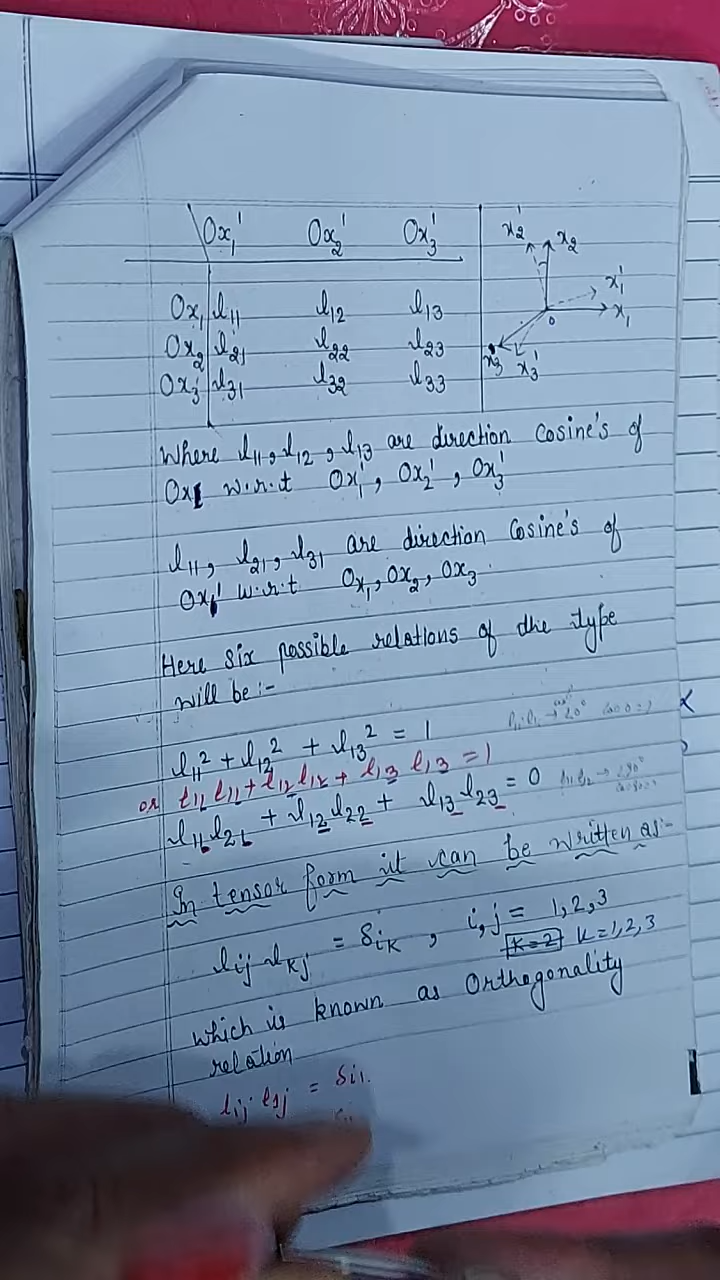 Ox₁' Ox₂' Ox₃'
Ox₁ l₁₁ l₁₂ l₁₃
Ox₂ l₂₁ l₂₂ l₂₃
Ox₃ l₃₁ l₃₂ l₃₃
x₂' x₂
x₁'
x₁
o
x₃ x₃'
Where l₁₁, l₁₂, l₁₃ are direction Cosine's of
Ox₁ w.r.t Ox₁', Ox₂', Ox₃'
l₁₁, l₂₁, l₃₁ are direction Cosine's of
Ox₁' w.r.t Ox₁, Ox₂, Ox₃.
Here six possible relations of the type
will be:-
l₁₁² + l₁₂² + l₁₃² = 1
or l₁₁ l₁₁ + l₁₂ l₁₂ + l₁₃ l₁₃ = 1
l₁₁ l₂₁ + l₁₂ l₂₂ + l₁₃ l₂₃ = 0
In tensor form it can be written as:-
lᵢⱼ lₖⱼ = δᵢₖ , i,j = 1,2,3
k=2 k=1,2,3
which is known as Orthogonality
relation
lᵢⱼ l₁ⱼ = δᵢ₁.